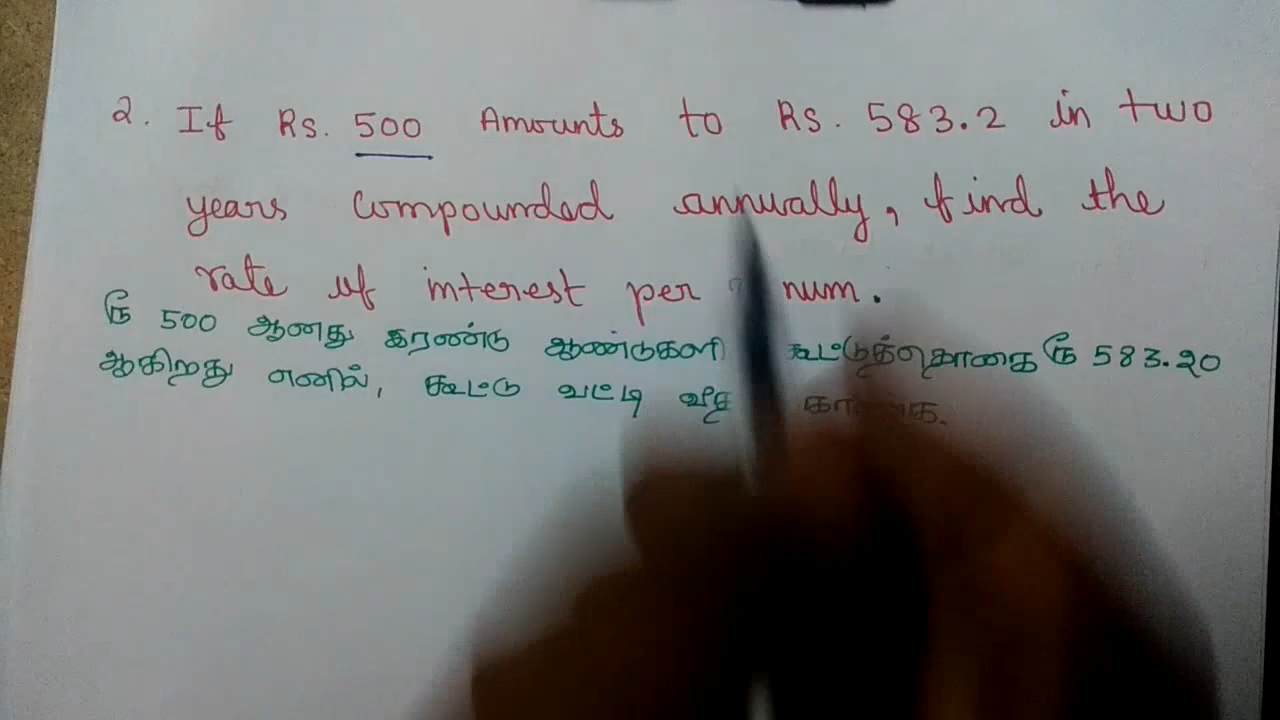 2. If Rs. 500 Amounts to Rs. 583.2 in two
years compounded annually, find the
rate of interest per num.
ரூ 500 ஆனது இரண்டு ஆண்டுகளி கூட்டுத்தொகை ரூ 583.20
ஆகிறது எனில், கூட்டு வட்டி வீத